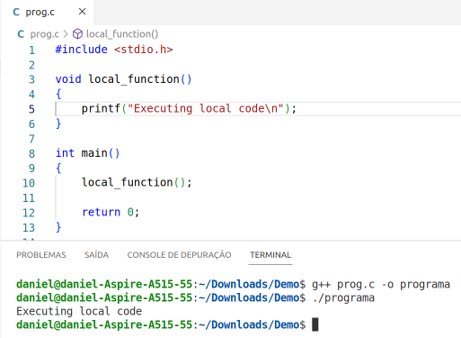 C prog.c ×
C prog.c > local_function()
1 #include <stdio.h>
2
3 void local_function()
4 {
5     printf("Executing local code\n");
6 }
7
8 int main()
9 {
10     local_function();
11
12     return 0;
13 }
PROBLEMAS SAÍDA CONSOLE DE DEPURAÇÃO TERMINAL
daniel@daniel-Aspire-A515-55:~/Downloads/Demo$ g++ prog.c -o programa
daniel@daniel-Aspire-A515-55:~/Downloads/Demo$ ./programa
Executing local code
daniel@daniel-Aspire-A515-55:~/Downloads/Demo$